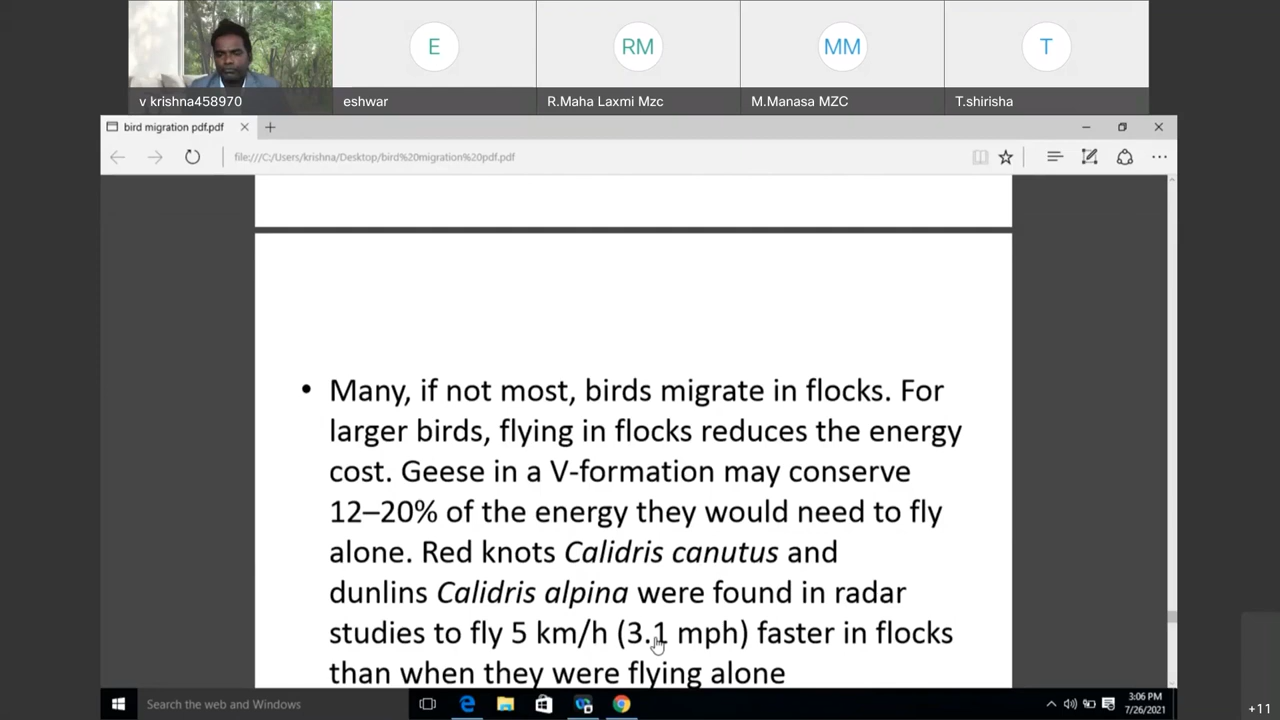 E
RM
MM
T
v krishna458970
eshwar
R.Maha Laxmi Mzc
M.Manasa MZC
T.shirisha
bird migration pdf.pdf
file:///C:/Users/krishna/Desktop/bird%20migration%20pdf.pdf
• Many, if not most, birds migrate in flocks. For
larger birds, flying in flocks reduces the energy
cost. Geese in a V-formation may conserve
12–20% of the energy they would need to fly
alone. Red knots Calidris canutus and
dunlins Calidris alpina were found in radar
studies to fly 5 km/h (3.1 mph) faster in flocks
than when they were flying alone
Search the web and Windows
3:06 PM
7/26/2021
+11